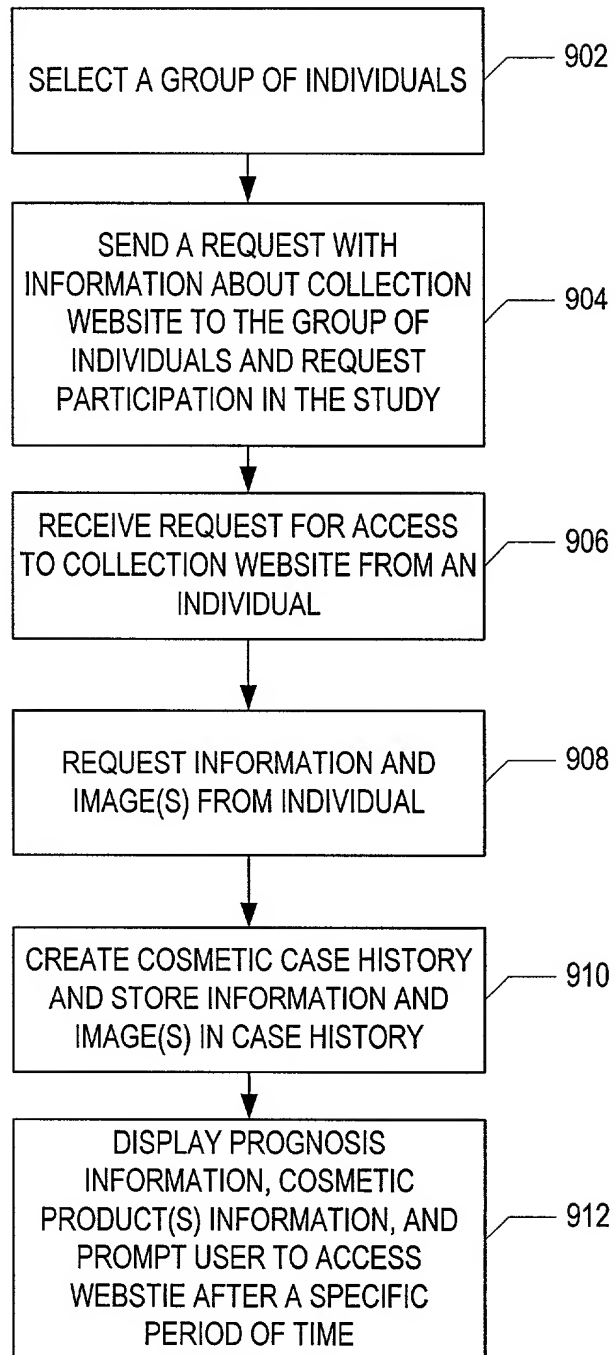 SELECT A GROUP OF INDIVIDUALS
902
SEND A REQUEST WITH
INFORMATION ABOUT COLLECTION
WEBSITE TO THE GROUP OF
INDIVIDUALS AND REQUEST
PARTICIPATION IN THE STUDY
904
RECEIVE REQUEST FOR ACCESS
TO COLLECTION WEBSITE FROM AN
INDIVIDUAL
906
REQUEST INFORMATION AND
IMAGE(S) FROM INDIVIDUAL
908
CREATE COSMETIC CASE HISTORY
AND STORE INFORMATION AND
IMAGE(S) IN CASE HISTORY
910
DISPLAY PROGNOSIS
INFORMATION, COSMETIC
PRODUCT(S) INFORMATION, AND
PROMPT USER TO ACCESS
WEBSTIE AFTER A SPECIFIC
PERIOD OF TIME
912